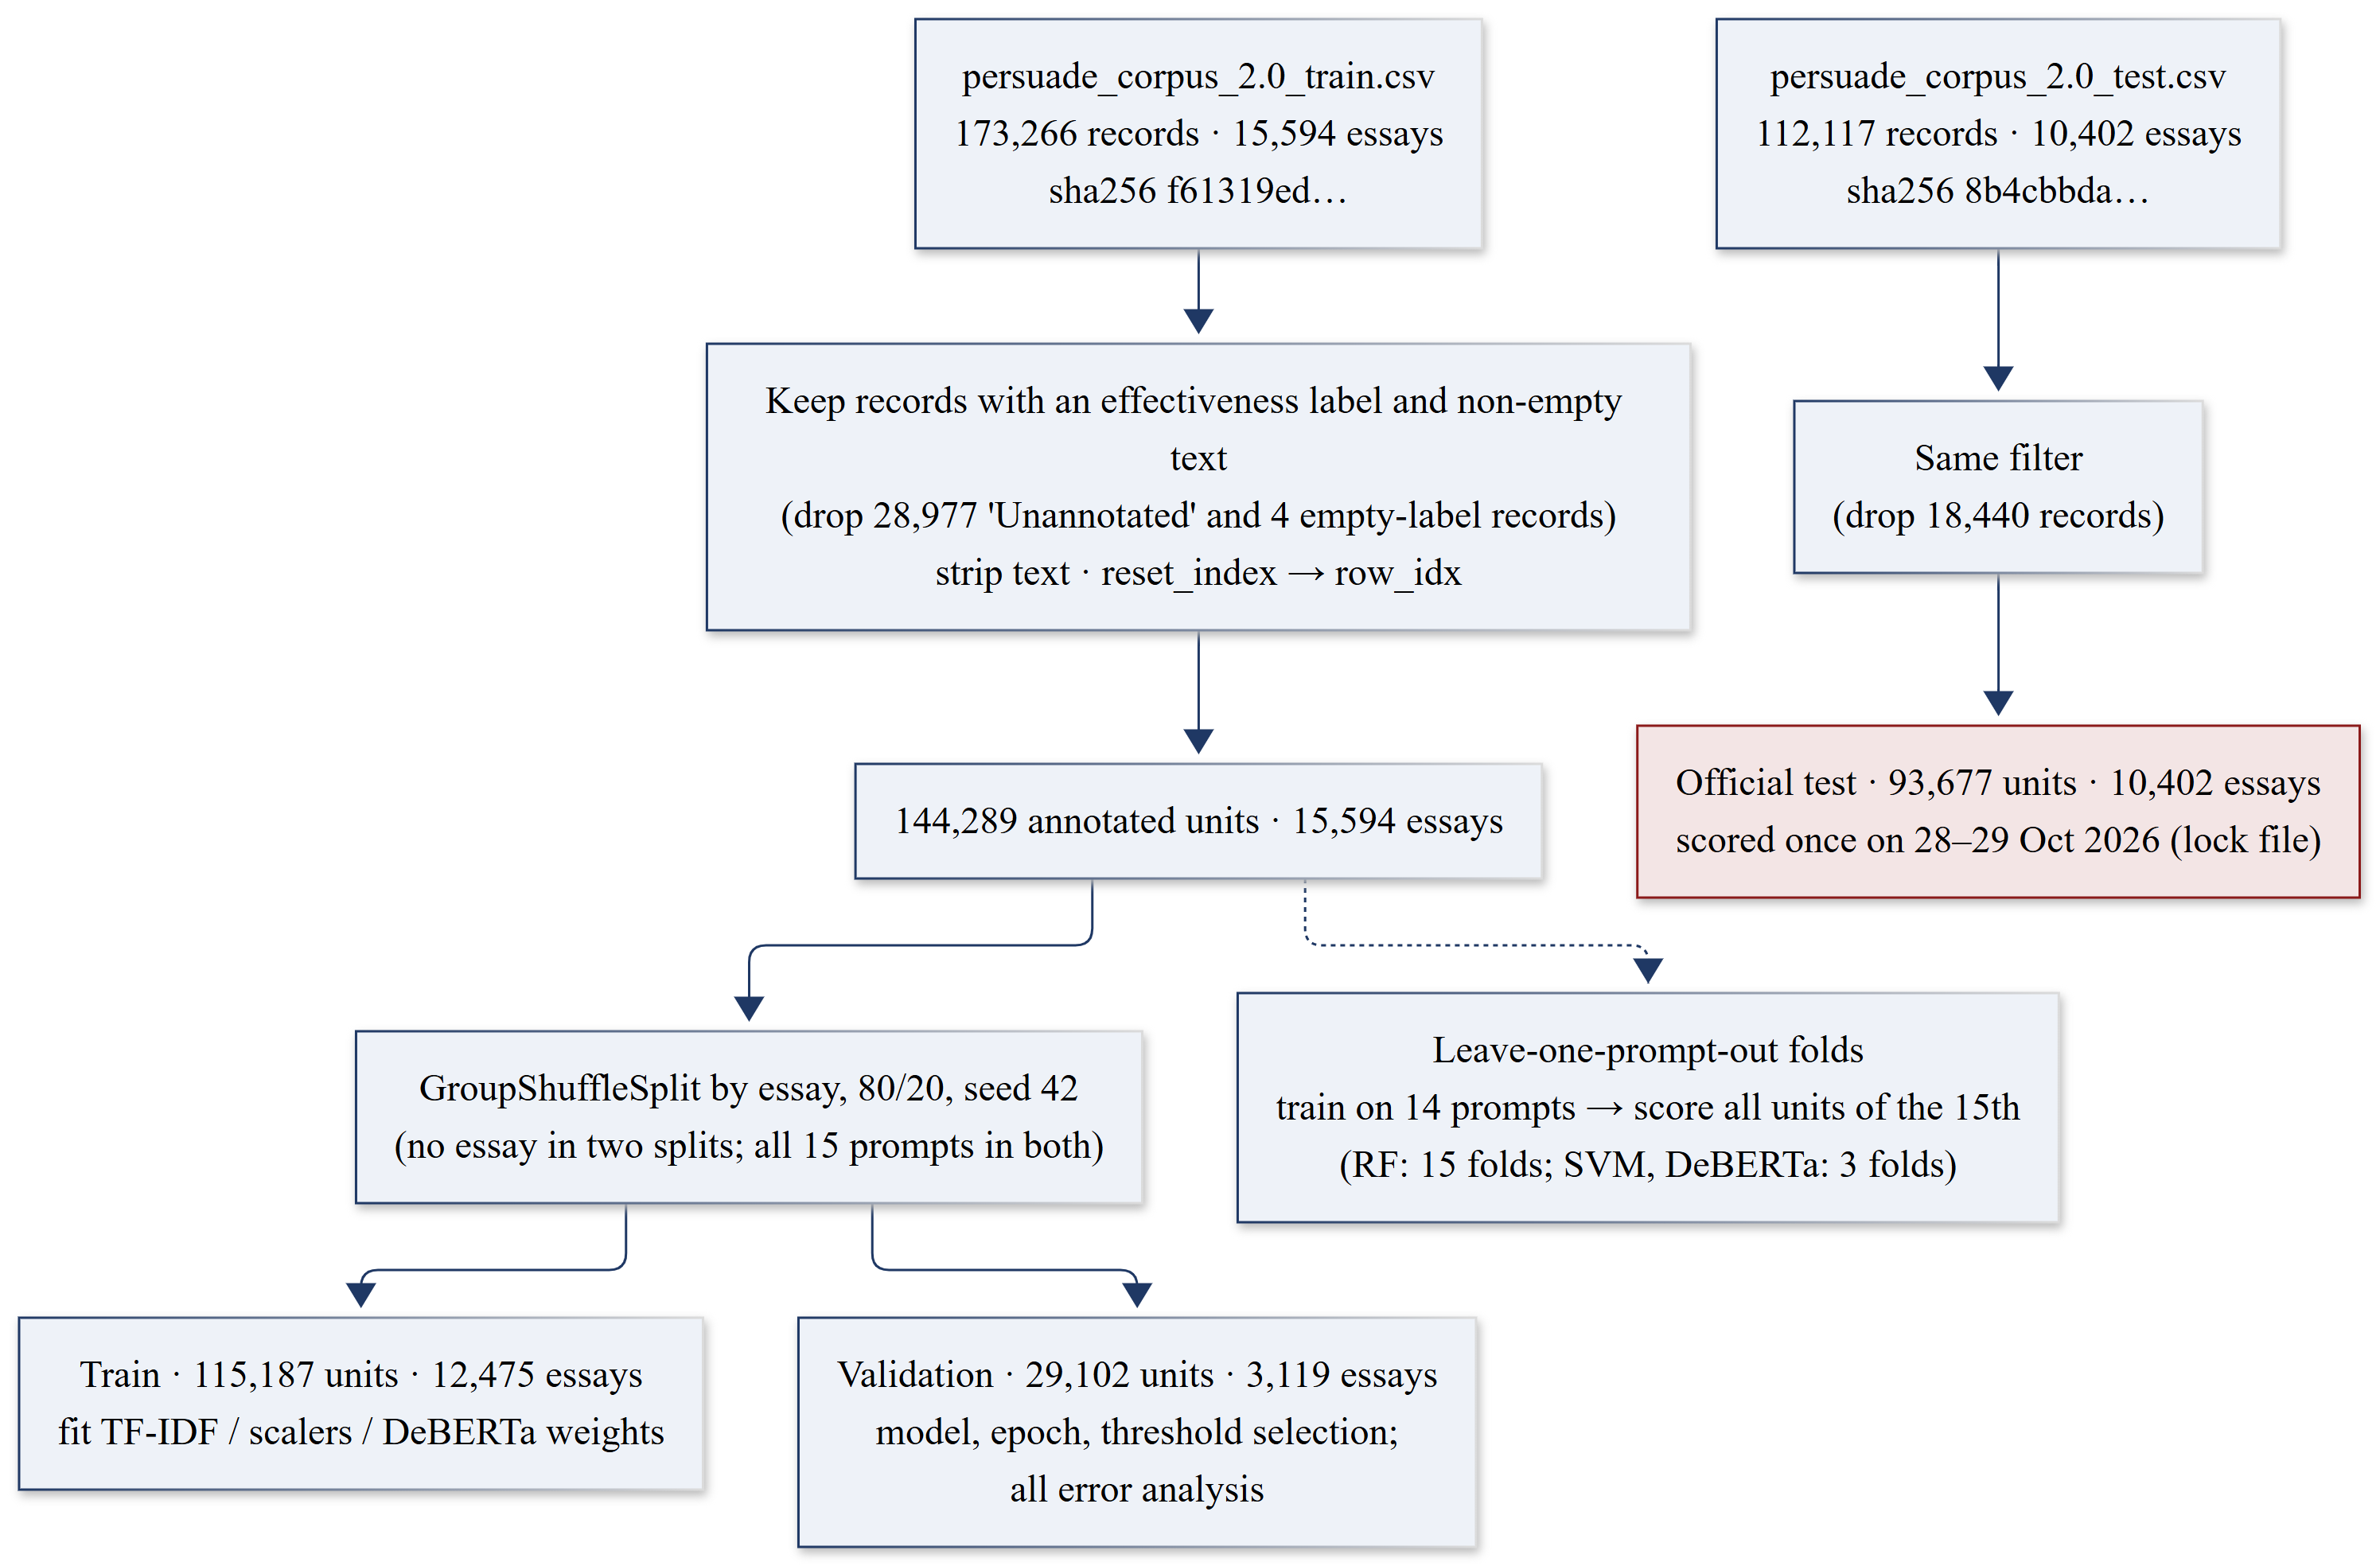 persuade_corpus_2.0_train.csv
173,266 records · 15,594 essays
sha256 f61319ed…
persuade_corpus_2.0_test.csv
112,117 records · 10,402 essays
sha256 8b4cbbda…
Keep records with an effectiveness label and non-empty
text
(drop 28,977 'Unannotated' and 4 empty-label records)
strip text · reset_index → row_idx
Same filter
(drop 18,440 records)
144,289 annotated units · 15,594 essays
Official test · 93,677 units · 10,402 essays
scored once on 28–29 Oct 2026 (lock file)
GroupShuffleSplit by essay, 80/20, seed 42
(no essay in two splits; all 15 prompts in both)
Leave-one-prompt-out folds
train on 14 prompts → score all units of the 15th
(RF: 15 folds; SVM, DeBERTa: 3 folds)
Train · 115,187 units · 12,475 essays
fit TF-IDF / scalers / DeBERTa weights
Validation · 29,102 units · 3,119 essays
model, epoch, threshold selection;
all error analysis